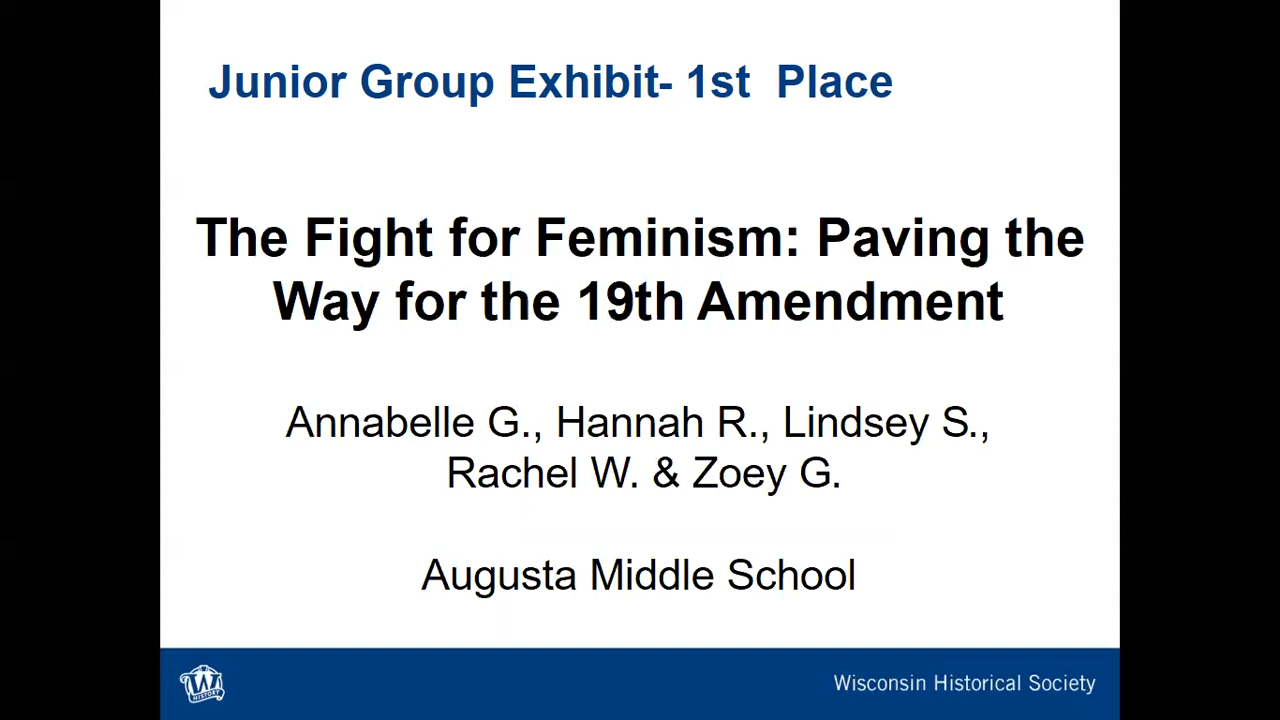 Junior Group Exhibit- 1st  Place
The Fight for Feminism: Paving the
Way for the 19th Amendment
Annabelle G., Hannah R., Lindsey S.,
Rachel W. & Zoey G.
Augusta Middle School
W
HISTORY
Wisconsin Historical Society